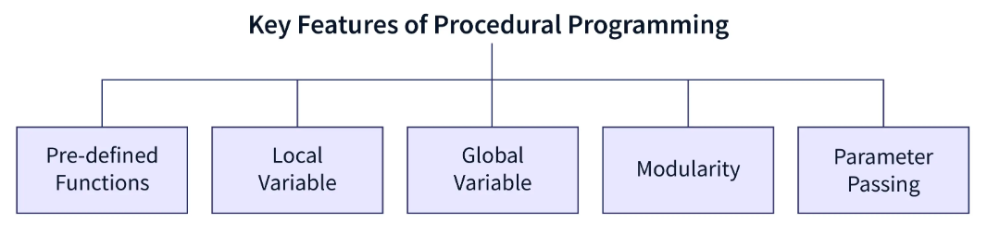 Key Features of Procedural Programming
Pre-defined
Functions
Local
Variable
Global
Variable
Modularity
Parameter
Passing